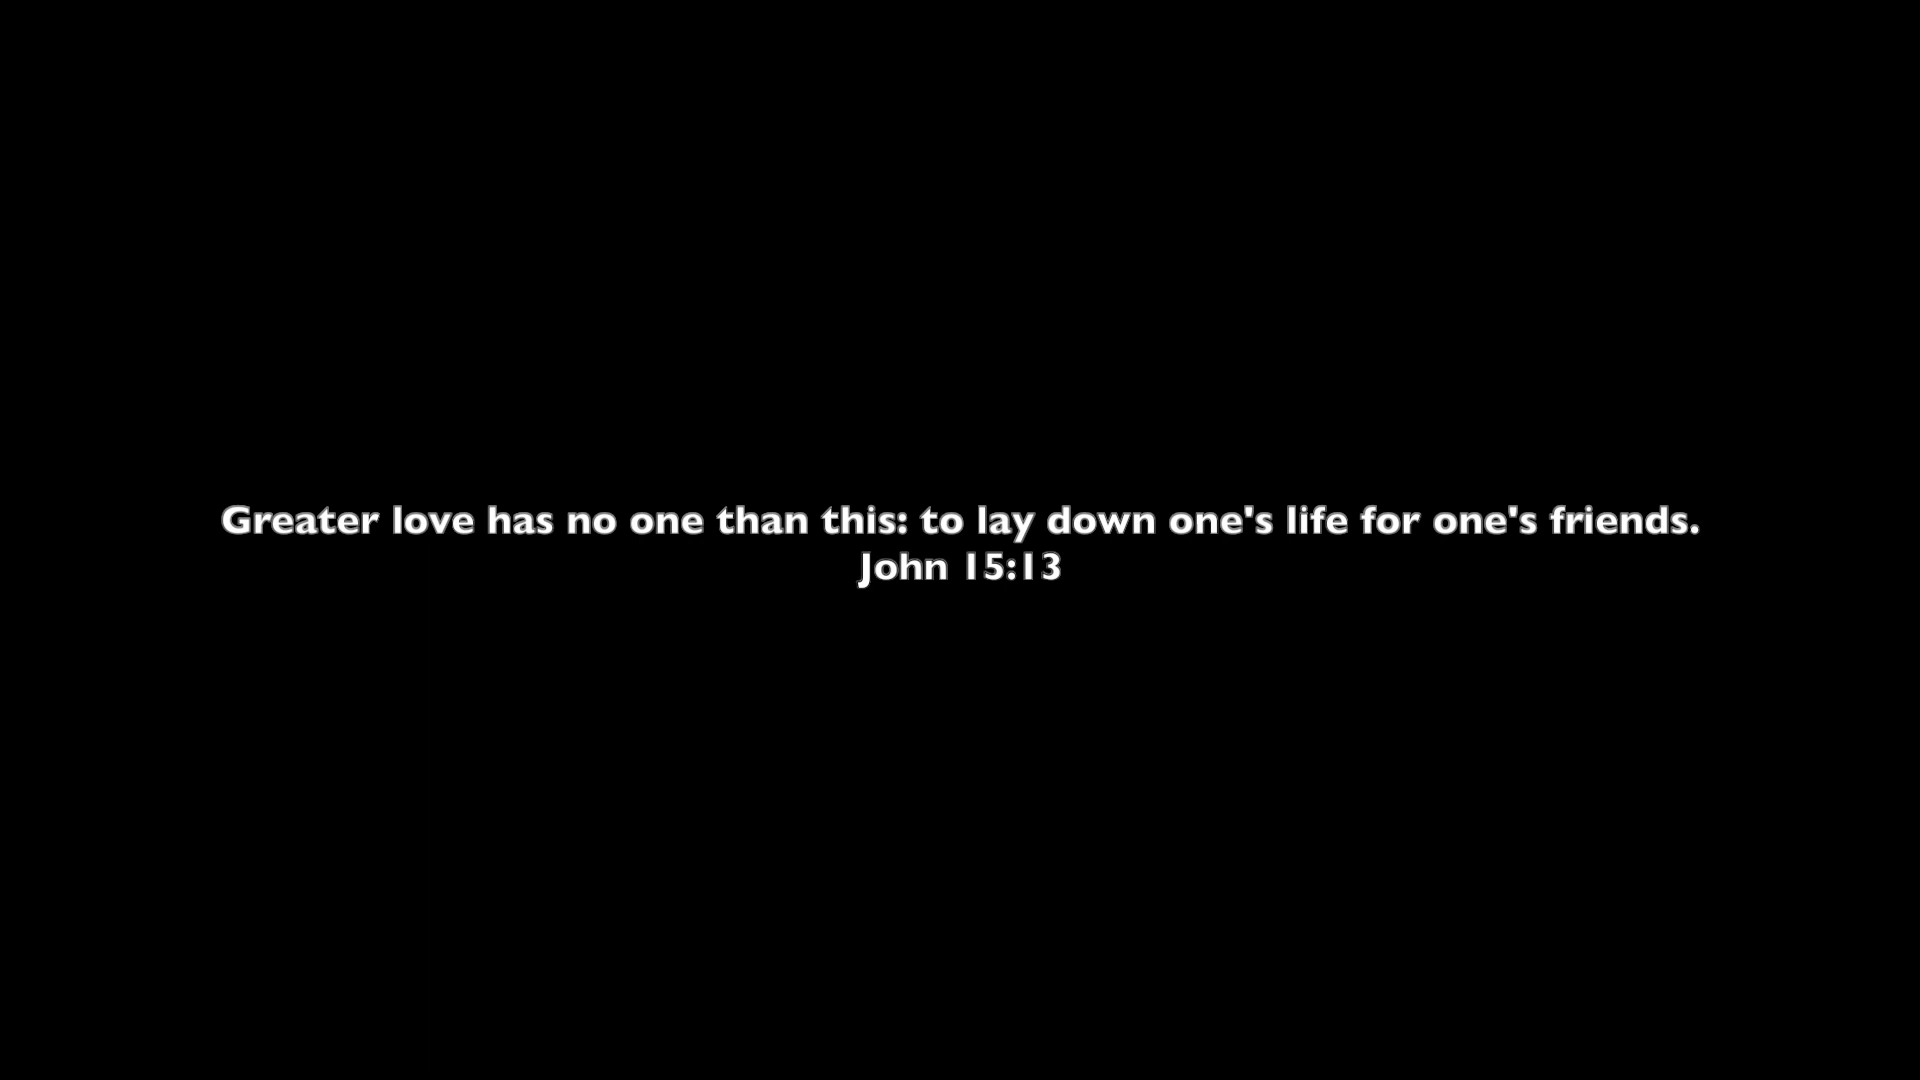 Greater love has no one than this: to lay down one's life for one's friends.
John 15:13